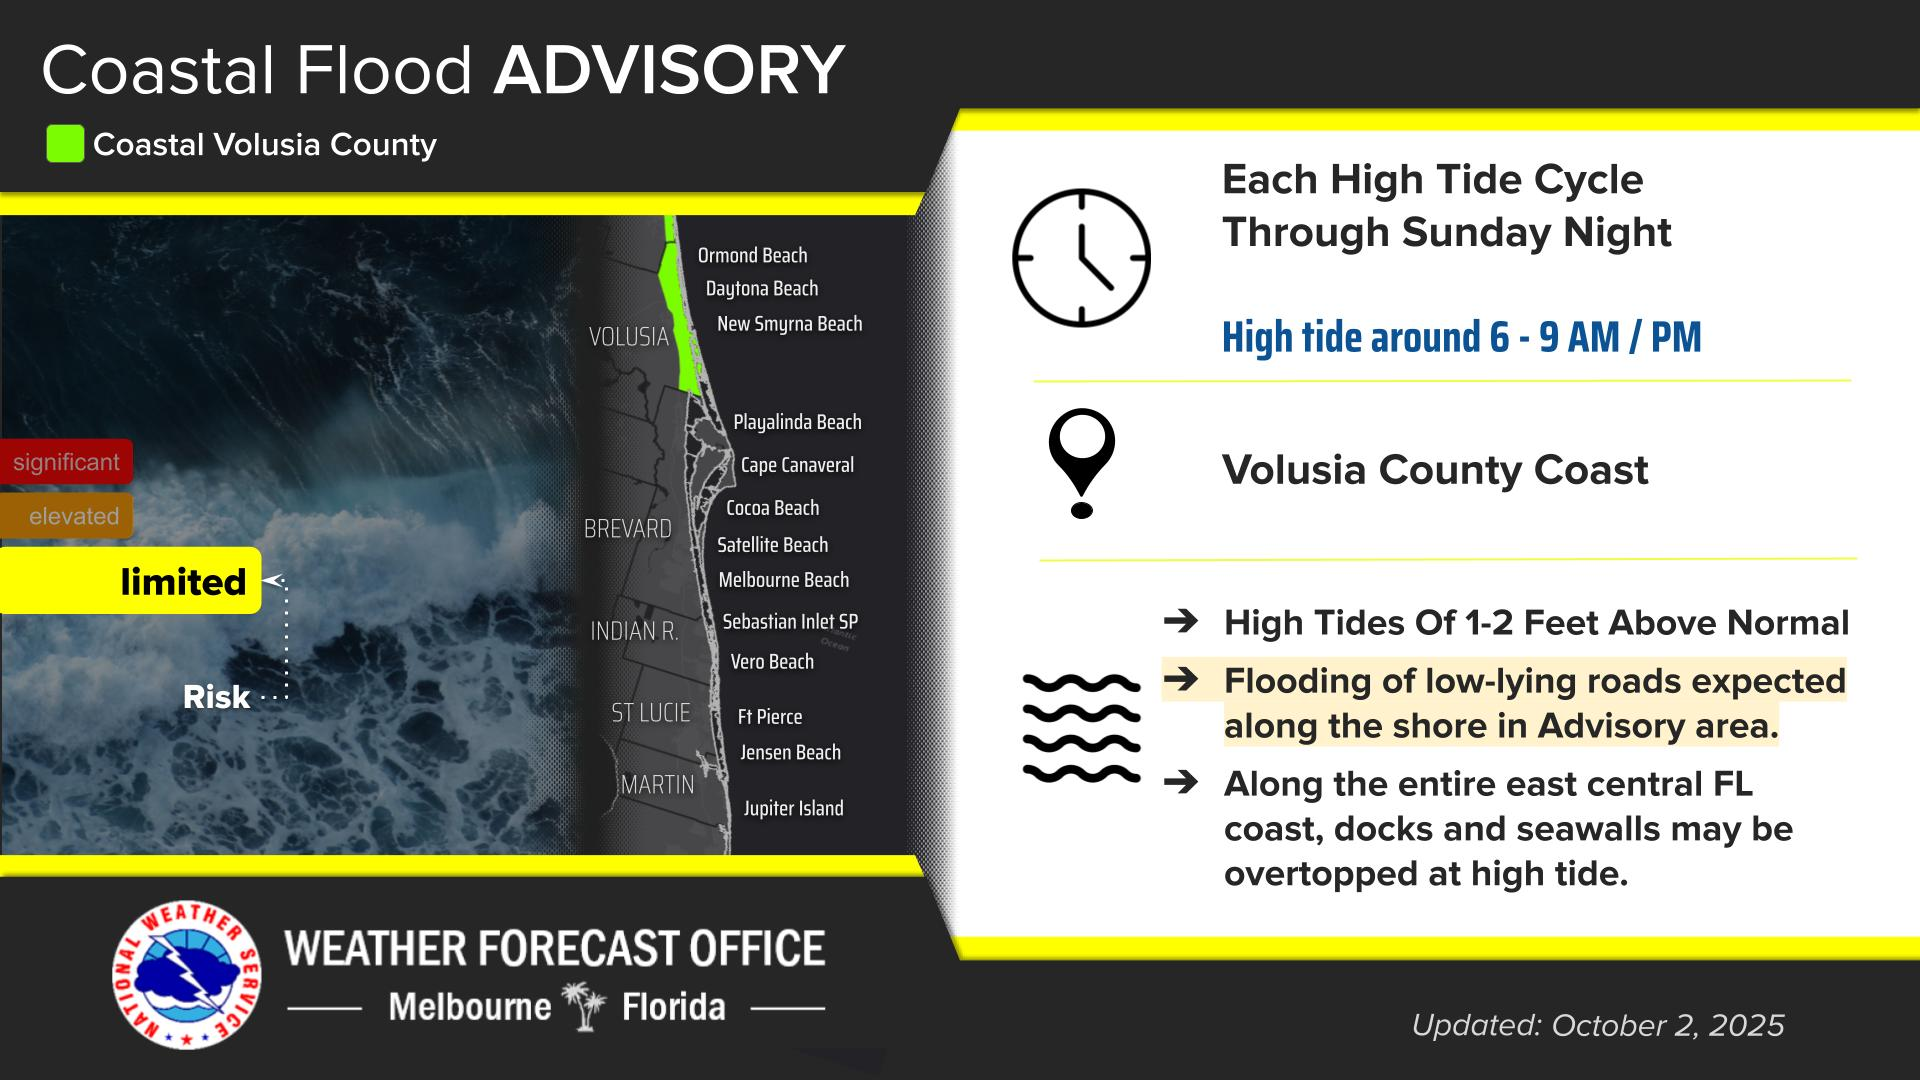 Coastal Flood ADVISORY
Coastal Volusia County
Ormond Beach
Daytona Beach
New Smyrna Beach
VOLUSIA
Playalinda Beach
Cape Canaveral
Cocoa Beach
BREVARD
Satellite Beach
Melbourne Beach
Sebastian Inlet SP
INDIAN R.
Ocean
Vero Beach
ST LUCIE
Ft Pierce
Jensen Beach
MARTIN
Jupiter Island
significant
elevated
limited
Risk
Each High Tide Cycle
Through Sunday Night
High tide around 6 - 9 AM / PM
Volusia County Coast
➔ High Tides Of 1-2 Feet Above Normal
➔ Flooding of low-lying roads expected
along the shore in Advisory area.
➔ Along the entire east central FL
coast, docks and seawalls may be
overtopped at high tide.
NATIONAL WEATHER SERVICE
WEATHER FORECAST OFFICE
Melbourne Florida
Updated: October 2, 2025